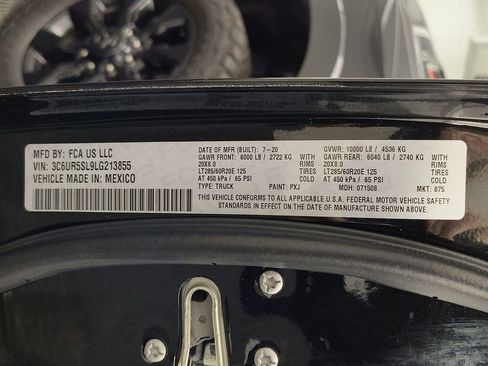 MFD BY: FCA US LLC
VIN: 3C6UR5SL9LG213855
VEHICLE MADE IN: MEXICO
DATE OF MFR (BUILT): 7-20 GVWR: 10000 LB / 4536 KG
GAWR FRONT: 6000 LB / 2722 KG WITH GAWR REAR: 6040 LB / 2740 KG WITH
20X8.0 RIMS 20X8.0 RIMS
LT285/60R20E 125 TIRES LT285/60R20E 125 TIRES
AT 450 kPa / 65 PSI COLD AT 450 kPa / 65 PSI COLD
TYPE: TRUCK PAINT: PXJ MDH: 071508 MKT: 875
THIS VEHICLE CONFORMS TO ALL APPLICABLE U.S.A. FEDERAL MOTOR VEHICLE SAFETY
STANDARDS IN EFFECT ON THE DATE OF MANUFACTURE SHOWN ABOVE.